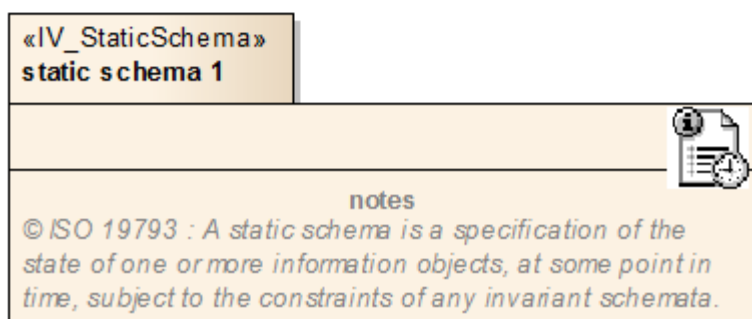 «IV_StaticSchema»
static schema 1
notes
© ISO 19793 : A static schema is a specification of the
state of one or more information objects, at some point in
time, subject to the constraints of any invariant schemata.